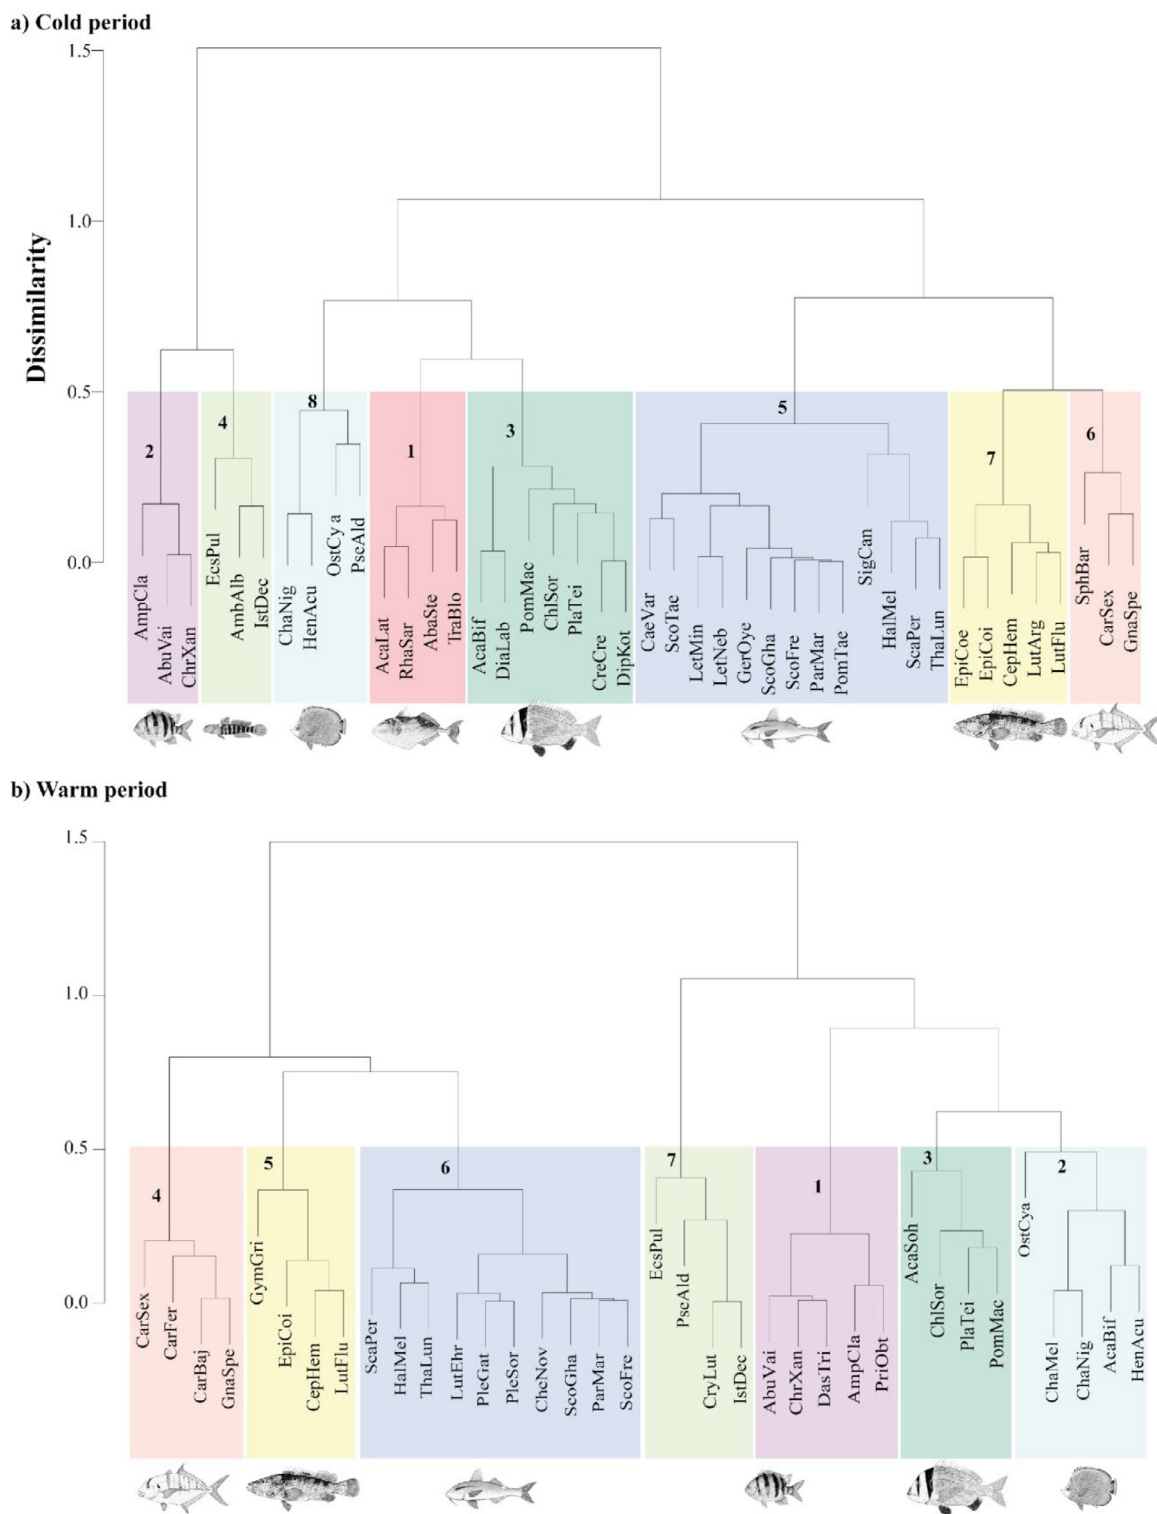 a) Cold period
1.5
1.0
Dissimilarity
0.5
0.0
2
4
8
1
3
5
7
6
AmpCla
AbuVai
ChrXan
EcsPul
AmbAlb
IstDec
ChaNig
HenAcu
OstCy a
PseAld
AcaLat
RhaSar
AbaSte
TraBlo
AcaBif
DiaLab
PomMac
ChlSor
PlaTei
CreCre
DipKot
CaeVar
ScoTae
LetMin
LetNeb
GerOye
ScoGha
ScoFre
ParMar
PomTae
SigCan
HalMel
ScaPer
ThaLun
EpiCoe
EpiCoi
CepHem
LutArg
LutFlu
SphBar
CarSex
GnaSpe
b) Warm period
1.5
1.0
0.5
0.0
4
5
6
7
1
3
2
CarSex
CarFer
CarBaj
GnaSpe
GymGri
EpiCoi
CepHem
LutFlu
ScaPer
HalMel
ThaLun
LutEhr
PleGat
PleSor
CheNov
ScoGha
ParMar
ScoFre
EcsPul
PseAld
CryLut
IstDec
AbuVai
ChrXan
DasTri
AmpCla
PriObt
AcaSoh
ChlSor
PlaTei
PomMac
OstCya
ChaMel
ChaNig
AcaBif
HenAcu